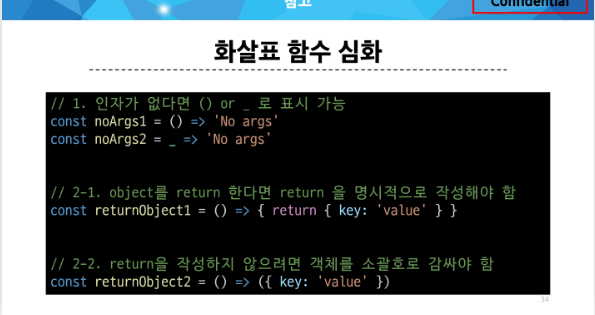 참고
Confidential
화살표 함수 심화
// 1. 인자가 없다면 () or _ 로 표시 가능
const noArgs1 = () => 'No args'
const noArgs2 = _ => 'No args'
// 2-1. object를 return 한다면 return 을 명시적으로 작성해야 함
const returnObject1 = () => { return { key: 'value' } }
// 2-2. return을 작성하지 않으려면 객체를 소괄호로 감싸야 함
const returnObject2 = () => ({ key: 'value' })
34